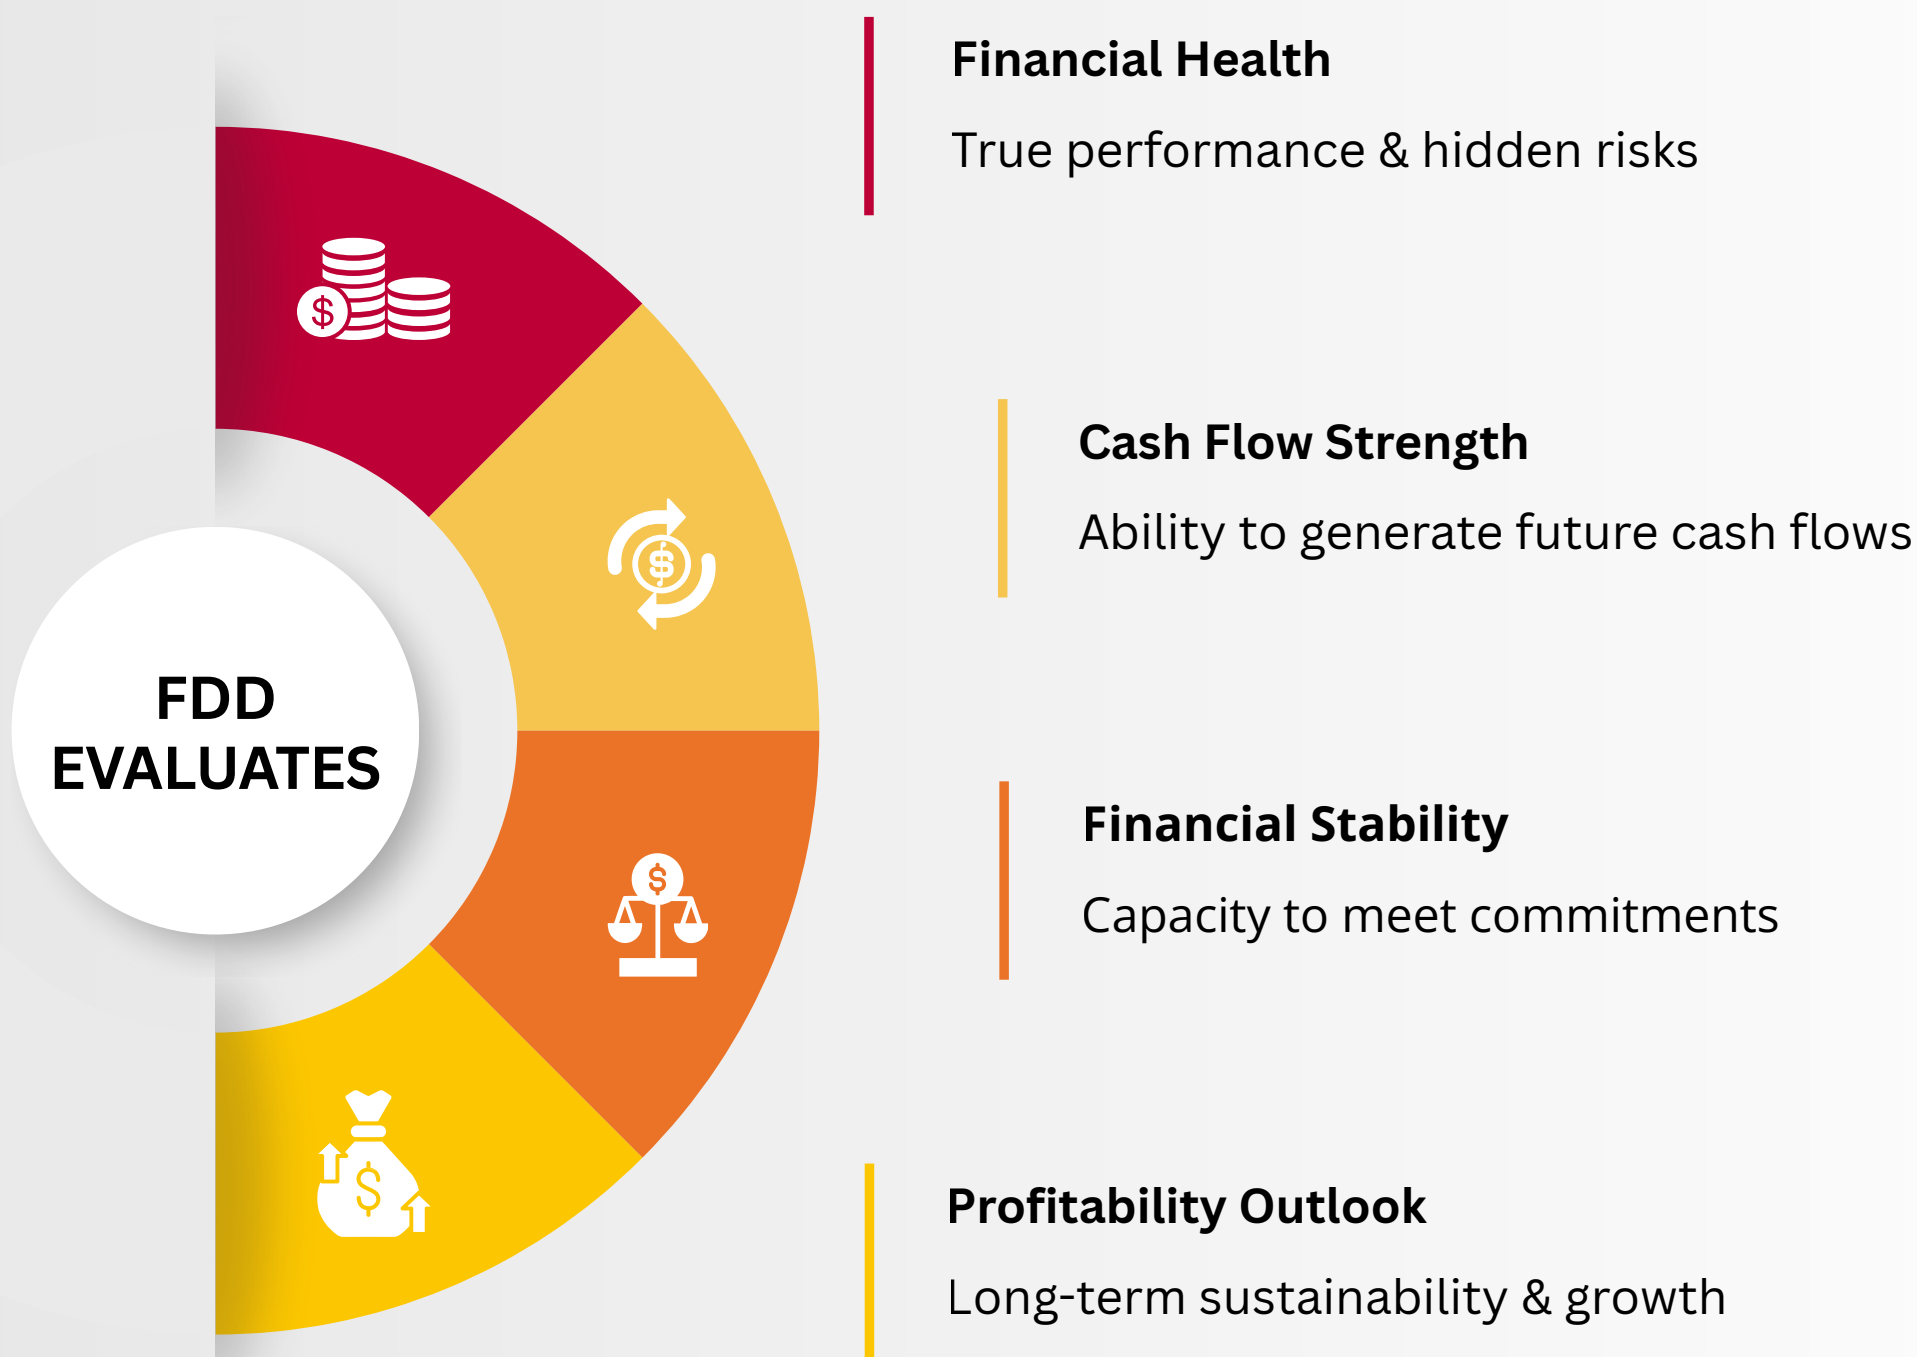 Financial Health
True performance & hidden risks
Cash Flow Strength
Ability to generate future cash flows
FDD
EVALUATES
Financial Stability
Capacity to meet commitments
Profitability Outlook
Long-term sustainability & growth
$
$
$
$